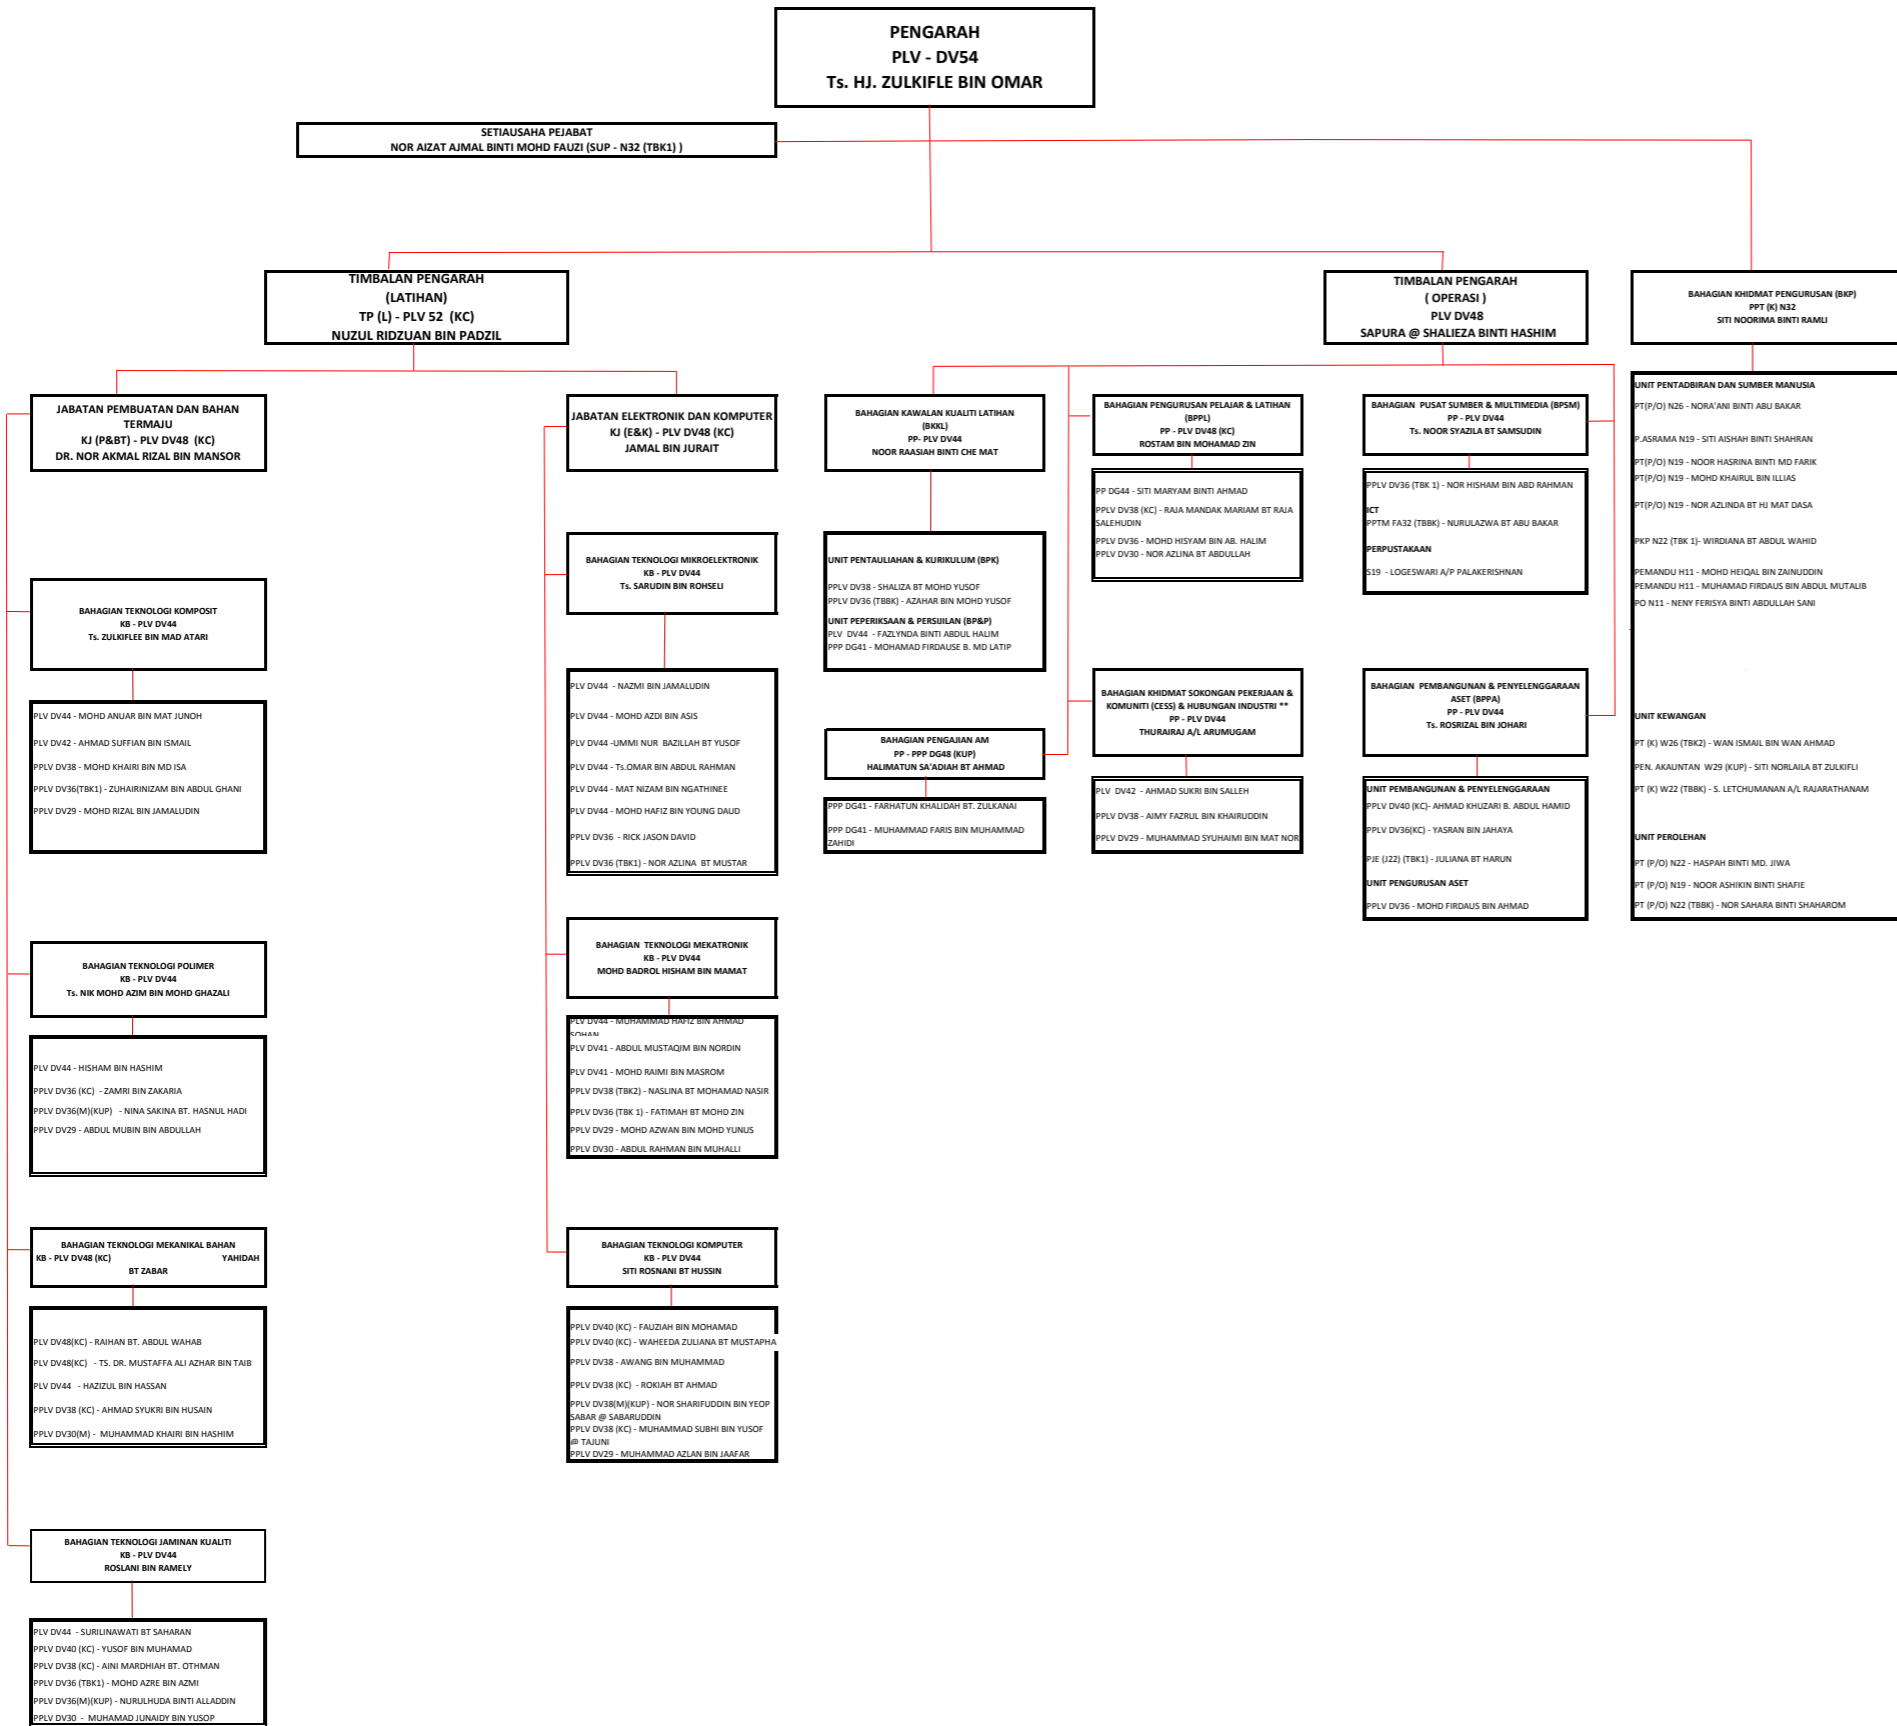 PENGARAH
PLV - DV54
Ts. HJ. ZULKIFLE BIN OMAR
SETIAUSAHA PEJABAT
NOR AIZAT AJMAL BINTI MOHD FAUZI (SUP - N32 (TBK1) )
TIMBALAN PENGARAH
(LATIHAN)
TP (L) - PLV 52 (KC)
NUZUL RIDZUAN BIN PADZIL
TIMBALAN PENGARAH
( OPERASI )
PLV DV48
SAPURA @ SHALIEZA BINTI HASHIM
BAHAGIAN KHIDMAT PENGURUSAN (BKP)
PPT (K) N32
SITI NOORIMA BINTI RAMLI
JABATAN PEMBUATAN DAN BAHAN
TERMAJU
KJ (P&BT) - PLV DV48 (KC)
DR. NOR AKMAL RIZAL BIN MANSOR
BAHAGIAN TEKNOLOGI KOMPOSIT
KB - PLV DV44
Ts. ZULKIFLEE BIN MAD ATARI
PLV DV44 - MOHD ANUAR BIN MAT JUNOH
PLV DV42 - AHMAD SUFFIAN BIN ISMAIL
PPLV DV38 - MOHD KHAIRI BIN MD ISA
PPLV DV36(TBK1) - ZUHAIRINIZAM BIN ABDUL GHANI
PPLV DV29 - MOHD RIZAL BIN JAMALUDIN
BAHAGIAN TEKNOLOGI POLIMER
KB - PLV DV44
Ts. NIK MOHD AZIM BIN MOHD GHAZALI
PLV DV44 - HISHAM BIN HASHIM
PPLV DV36 (KC) - ZAMRI BIN ZAKARIA
PPLV DV36(M)(KUP) - NINA SAKINA BT. HASNUL HADI
PPLV DV29 - ABDUL MUBIN BIN ABDULLAH
BAHAGIAN TEKNOLOGI MEKANIKAL BAHAN
KB - PLV DV48 (KC) YAHIDAH
BT ZABAR
PLV DV48(KC) - RAIHAN BT. ABDUL WAHAB
PLV DV48(KC) - TS. DR. MUSTAFFA ALI AZHAR BIN TAIB
PLV DV44 - HAZIZUL BIN HASSAN
PPLV DV38 (KC) - AHMAD SYUKRI BIN HUSAIN
PPLV DV30(M) - MUHAMMAD KHAIRI BIN HASHIM
BAHAGIAN TEKNOLOGI JAMINAN KUALITI
KB - PLV DV44
ROSLANI BIN RAMELY
PLV DV44 - SURILINAWATI BT SAHARAN
PPLV DV40 (KC) - YUSOF BIN MUHAMAD
PPLV DV38 (KC) - AINI MARDHIAH BT. OTHMAN
PPLV DV36 (TBK1) - MOHD AZRE BIN AZMI
PPLV DV36(M)(KUP) - NURULHUDA BINTI ALLADDIN
PPLV DV30 - MUHAMAD JUNAIDY BIN YUSOP
JABATAN ELEKTRONIK DAN KOMPUTER
KJ (E&K) - PLV DV48 (KC)
JAMAL BIN JURAIT
BAHAGIAN TEKNOLOGI MIKROELEKTRONIK
KB - PLV DV44
Ts. SARUDIN BIN ROHSELI
PLV DV44 - NAZMI BIN JAMALUDIN
PLV DV44 - MOHD AZDI BIN ASIS
PLV DV44 -UMMI NUR BAZILLAH BT YUSOF
PLV DV44 - Ts.OMAR BIN ABDUL RAHMAN
PLV DV44 - MAT NIZAM BIN NGATHINEE
PLV DV44 - MOHD HAFIZ BIN YOUNG DAUD
PPLV DV36 - RICK JASON DAVID
PPLV DV36 (TBK1) - NOR AZLINA BT MUSTAR
BAHAGIAN TEKNOLOGI MEKATRONIK
KB - PLV DV44
MOHD BADROL HISHAM BIN MAMAT
PLV DV44 - MUHAMMAD HAFIZ BIN AHMAD
SOHAN
PLV DV41 - ABDUL MUSTAQIM BIN NORDIN
PLV DV41 - MOHD RAIMI BIN MASROM
PPLV DV38 (TBK2) - NASLINA BT MOHAMAD NASIR
PPLV DV36 (TBK 1) - FATIMAH BT MOHD ZIN
PPLV DV29 - MOHD AZWAN BIN MOHD YUNUS
PPLV DV30 - ABDUL RAHMAN BIN MUHALLI
BAHAGIAN TEKNOLOGI KOMPUTER
KB - PLV DV44
SITI ROSNANI BT HUSSIN
PPLV DV40 (KC) - FAUZIAH BIN MOHAMAD
PPLV DV40 (KC) - WAHEEDA ZULIANA BT MUSTAPHA
PPLV DV38 - AWANG BIN MUHAMMAD
PPLV DV38 (KC) - ROKIAH BT AHMAD
PPLV DV38(M)(KUP) - NOR SHARIFUDDIN BIN YEOP
SABAR @ SABARUDDIN
PPLV DV38 (KC) - MUHAMMAD SUBHI BIN YUSOF
@ TAJUNI
PPLV DV29 - MUHAMMAD AZLAN BIN JAAFAR
BAHAGIAN KAWALAN KUALITI LATIHAN
(BKKL)
PP- PLV DV44
NOOR RAASIAH BINTI CHE MAT
UNIT PENTAULIAHAN & KURIKULUM (BPK)
PPLV DV38 - SHALIZA BT MOHD YUSOF
PPLV DV36 (TBBK) - AZAHAR BIN MOHD YUSOF
UNIT PEPERIKSAAN & PERSIJILAN (BP&P)
PLV DV44 - FAZLYNDA BINTI ABDUL HALIM
PPP DG41 - MOHAMAD FIRDAUSE B. MD LATIP
BAHAGIAN PENGAJIAN AM
PP - PPP DG48 (KUP)
HALIMATUN SA'ADIAH BT AHMAD
PPP DG41 - FARHATUN KHALIDAH BT. ZULKANAI
PPP DG41 - MUHAMMAD FARIS BIN MUHAMMAD
ZAHIDI
BAHAGIAN PENGURUSAN PELAJAR & LATIHAN
(BPPL)
PP - PLV DV48 (KC)
ROSTAM BIN MOHAMAD ZIN
PP DG44 - SITI MARYAM BINTI AHMAD
PPLV DV38 (KC) - RAJA MANDAK MARIAM BT RAJA
SALEHUDIN
PPLV DV36 - MOHD HISYAM BIN AB. HALIM
PPLV DV30 - NOR AZLINA BT ABDULLAH
BAHAGIAN KHIDMAT SOKONGAN PEKERJAAN &
KOMUNITI (CESS) & HUBUNGAN INDUSTRI **
PP - PLV DV44
THURAIRAJ A/L ARUMUGAM
PLV DV42 - AHMAD SUKRI BIN SALLEH
PPLV DV38 - AIMY FAZRUL BIN KHAIRUDDIN
PPLV DV29 - MUHAMMAD SYUHAIMI BIN MAT NOR
BAHAGIAN PUSAT SUMBER & MULTIMEDIA (BPSM)
PP - PLV DV44
Ts. NOOR SYAZILA BT SAMSUDIN
PPLV DV36 (TBK 1) - NOR HISHAM BIN ABD RAHMAN
ICT
PPTM FA32 (TBBK) - NURULAZWA BT ABU BAKAR
PERPUSTAKAAN
S19 - LOGESWARI A/P PALAKERISHNAN
BAHAGIAN PEMBANGUNAN & PENYELENGGARAAN
ASET (BPPA)
PP - PLV DV44
Ts. ROSRIZAL BIN JOHARI
UNIT PEMBANGUNAN & PENYELENGGARAAN
PPLV DV40 (KC)- AHMAD KHUZARI B. ABDUL HAMID
PPLV DV36(KC) - YASRAN BIN JAHAYA
PJE (J22) (TBK1) - JULIANA BT HARUN
UNIT PENGURUSAN ASET
PPLV DV36 - MOHD FIRDAUS BIN AHMAD
UNIT PENTADBIRAN DAN SUMBER MANUSIA
PT(P/O) N26 - NORA'ANI BINTI ABU BAKAR
P.ASRAMA N19 - SITI AISHAH BINTI SHAHRAN
PT(P/O) N19 - NOOR HASRINA BINTI MD FARIK
PT(P/O) N19 - MOHD KHAIRUL BIN ILLIAS
PT(P/O) N19 - NOR AZLINDA BT HJ MAT DASA
PKP N22 (TBK 1)- WIRDIANA BT ABDUL WAHID
PEMANDU H11 - MOHD HEIQAL BIN ZAINUDDIN
PEMANDU H11 - MUHAMAD FIRDAUS BIN ABDUL MUTALIB
PO N11 - NENY FERISYA BINTI ABDULLAH SANI
UNIT KEWANGAN
PT (K) W26 (TBK2) - WAN ISMAIL BIN WAN AHMAD
PEN. AKAUNTAN W29 (KUP) - SITI NORLAILA BT ZULKIFLI
PT (K) W22 (TBBK) - S. LETCHUMANAN A/L RAJARATHANAM
UNIT PEROLEHAN
PT (P/O) N22 - HASPAH BINTI MD. JIWA
PT (P/O) N19 - NOOR ASHIKIN BINTI SHAFIE
PT (P/O) N22 (TBBK) - NOR SAHARA BINTI SHAHAROM